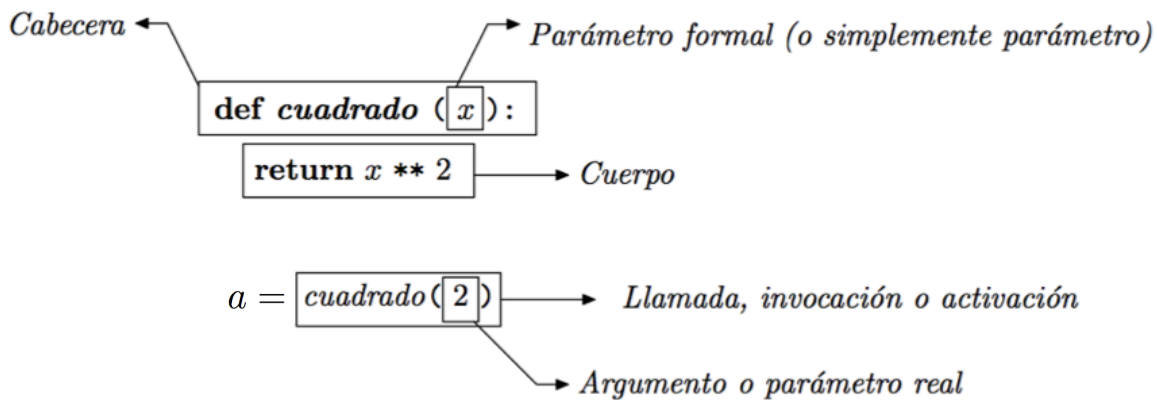 Cabecera
Parámetro formal (o simplemente parámetro)
def cuadrado (x):
return x ** 2
Cuerpo
a = cuadrado(2)
Llamada, invocación o activación
Argumento o parámetro real